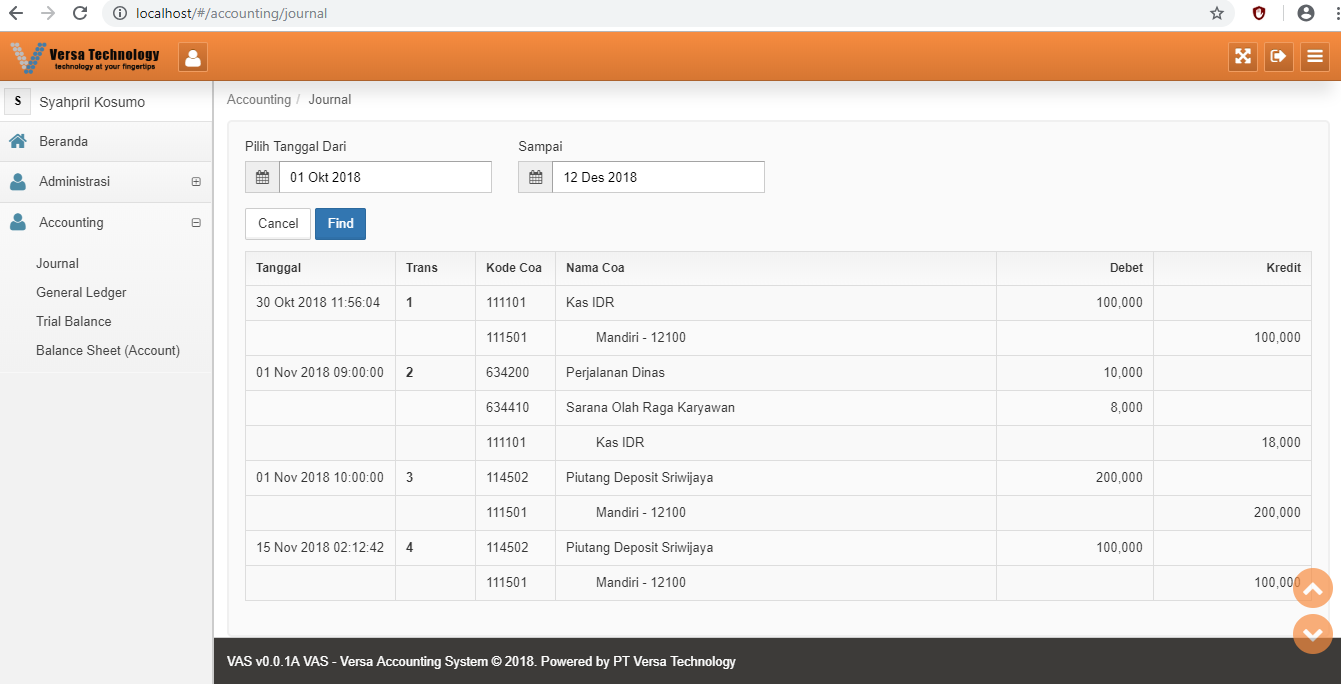 localhost/#/accounting/journal
Versa Technology
technology at your fingertips
S Syahpril Kosumo
Beranda
Administrasi
Accounting
Journal
General Ledger
Trial Balance
Balance Sheet (Account)
Accounting / Journal
Pilih Tanggal Dari Sampai
01 Okt 2018 12 Des 2018
Cancel Find
Tanggal Trans Kode Coa Nama Coa Debet Kredit
30 Okt 2018 11:56:04 1 111101 Kas IDR 100,000
111501 Mandiri - 12100 100,000
01 Nov 2018 09:00:00 2 634200 Perjalanan Dinas 10,000
634410 Sarana Olah Raga Karyawan 8,000
111101 Kas IDR 18,000
01 Nov 2018 10:00:00 3 114502 Piutang Deposit Sriwijaya 200,000
111501 Mandiri - 12100 200,000
15 Nov 2018 02:12:42 4 114502 Piutang Deposit Sriwijaya 100,000
111501 Mandiri - 12100 100,000
VAS v0.0.1A VAS - Versa Accounting System © 2018. Powered by PT Versa Technology